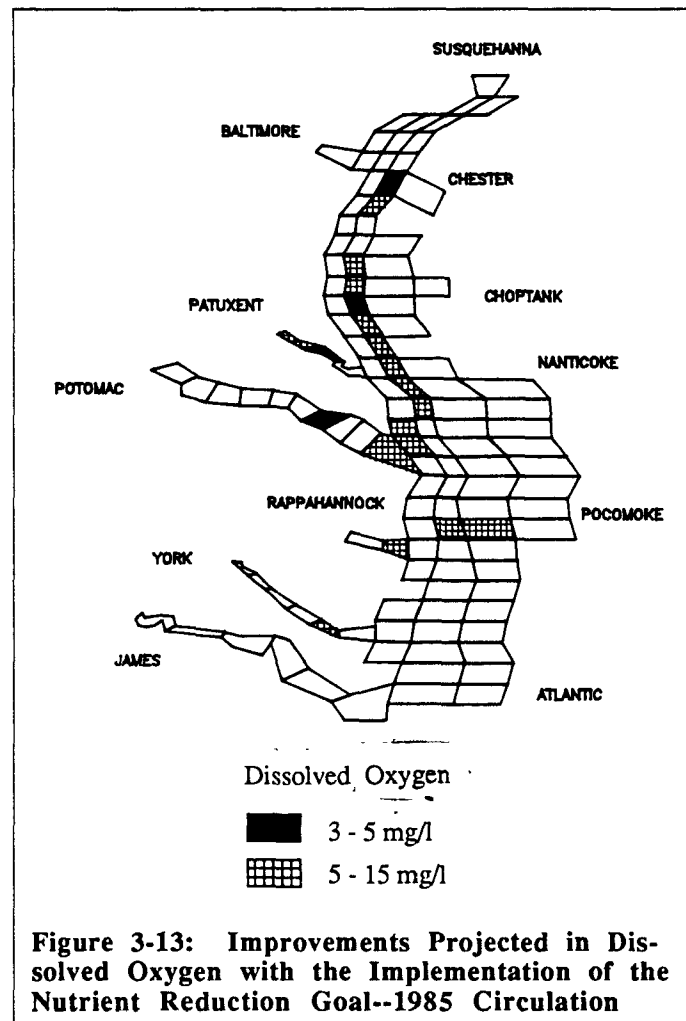 SUSQUEHANNA
BALTIMORE
CHESTER
PATUXENT
CHOPTANK
NANTICOKE
POTOMAC
RAPPAHANNOCK
POCOMOKE
YORK
JAMES
ATLANTIC
Dissolved Oxygen
3 - 5 mg/l
5 - 15 mg/l
Figure 3-13: Improvements Projected in Dis-
solved Oxygen with the Implementation of the
Nutrient Reduction Goal--1985 Circulation